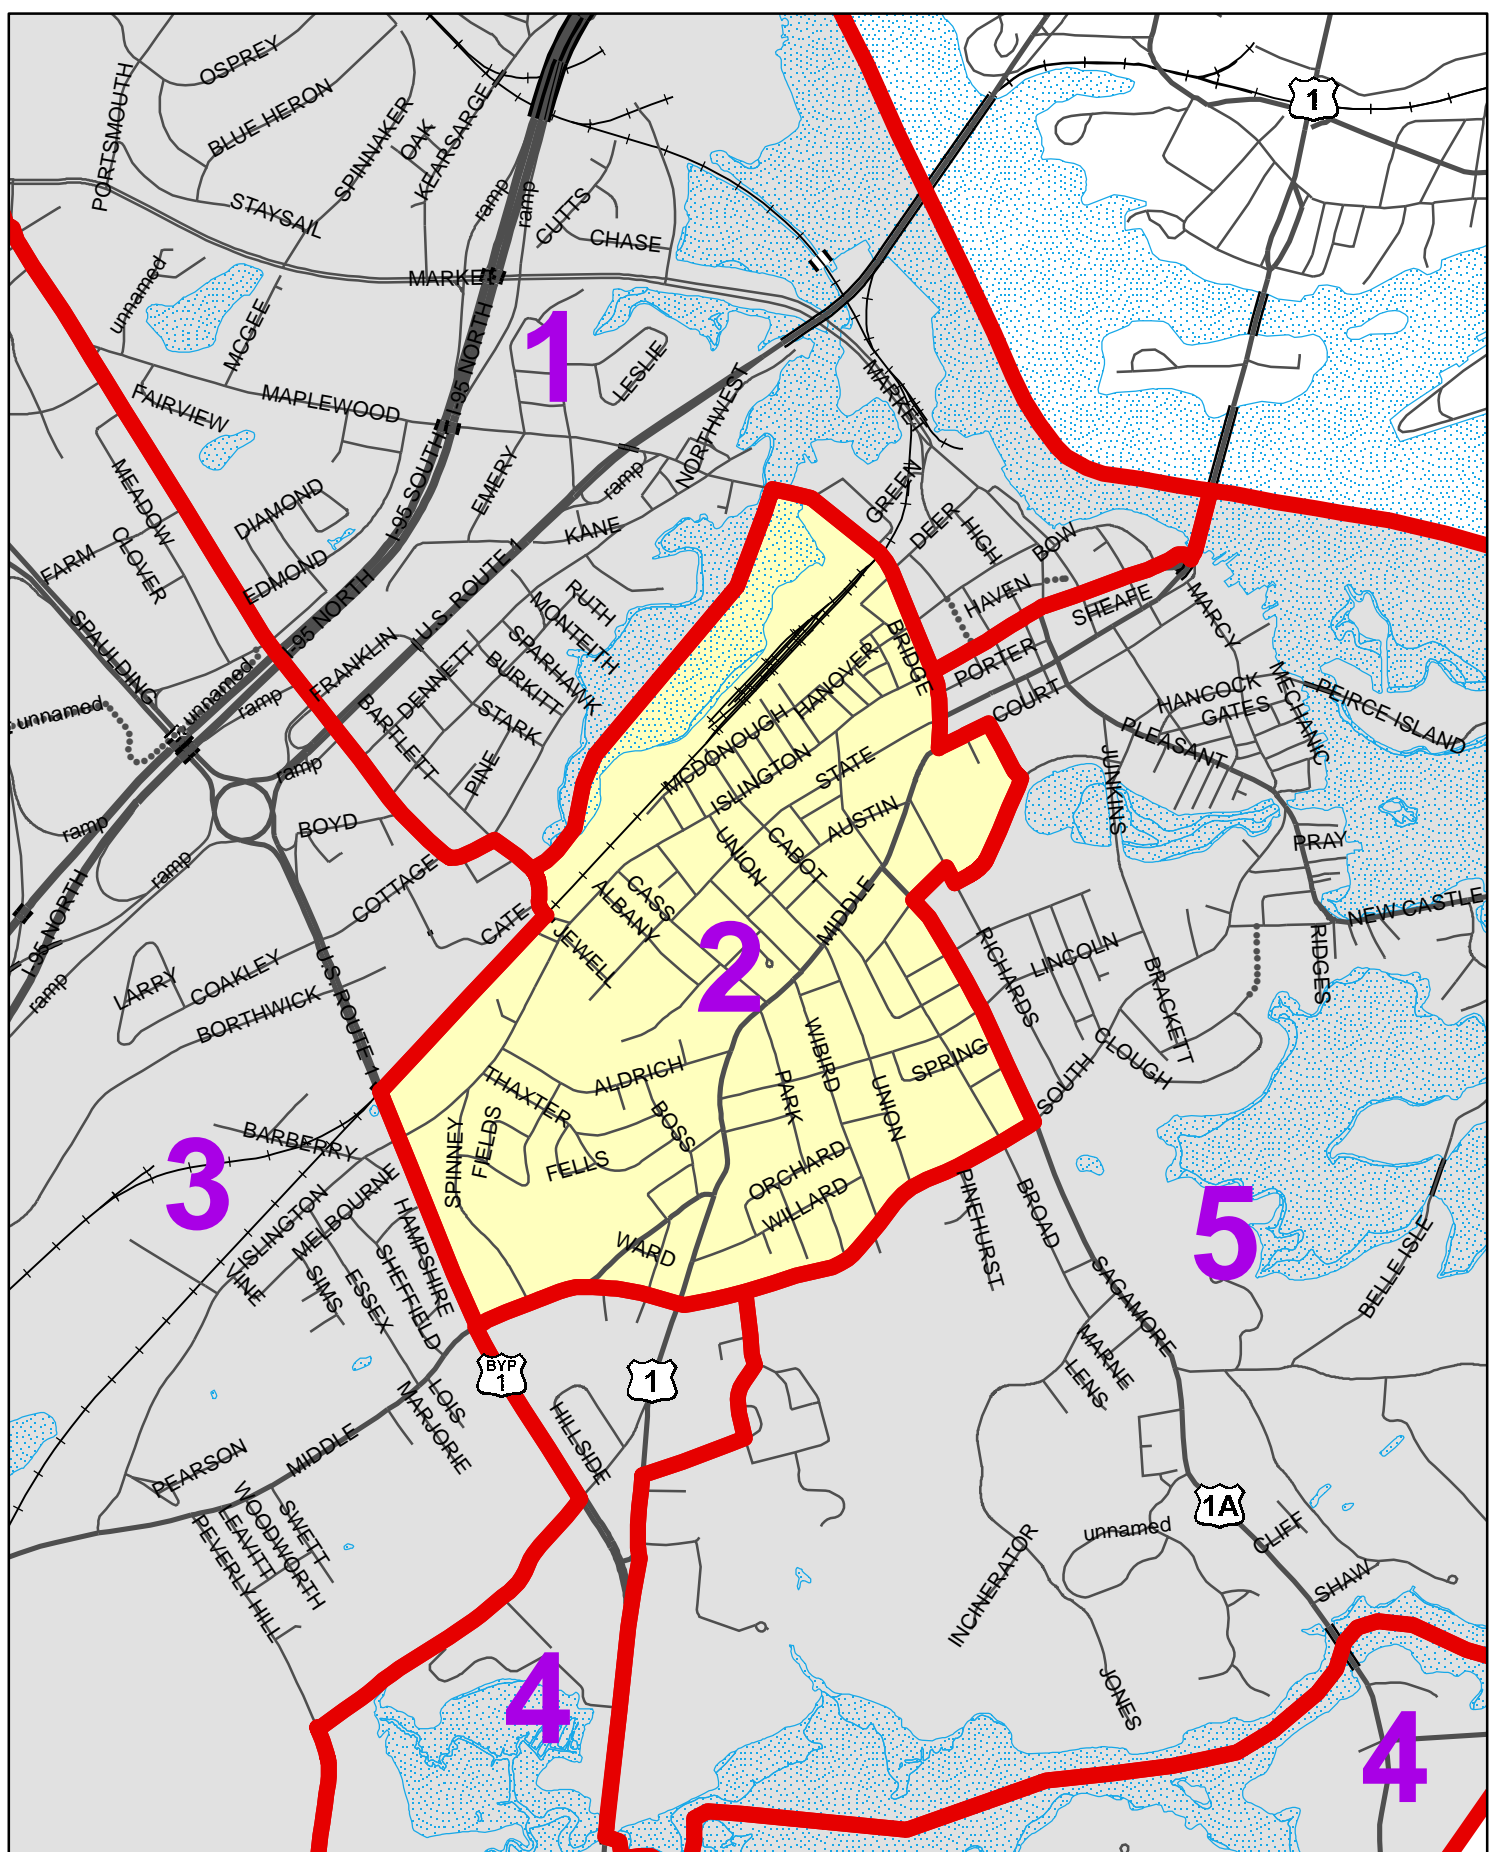 OSPREY
PORTSMOUTH
BLUE HERON
SPINNAKER
OAK
KEARSARGE
1
STAYSAIL
ramp
ramp
CUTTS
CHASE
MARKET
unnamed
MCGEE
I-95 NORTH
1
LESLIE
FAIRVIEW
MAPLEWOOD
NORTHWEST
MARKET
MEADOW
I-95 SOUTH
EMERY
ramp
GREEN
DIAMOND
KANE
DEER
HIGH
BOW
FARM
CLOVER
EDMOND
U.S. ROUTE 1
RUTH
MONTEITH
HAVEN
SHEAFE
MARCY
I-95 NORTH
SPAULDING
FRANKLIN
SPARHAWK
BRIDGE
PORTER
unnamed
unnamed
ramp
DENNETT
BURKITT
HANOVER
COURT
HANCOCK
MECHANIC
PEIRCE ISLAND
BARTLETT
STARK
MCDONOUGH
GATES
PLEASANT
ramp
PINE
ISLINGTON
STATE
JUNKINS
ramp
BOYD
AUSTIN
PRAY
ramp
UNION
CABOT
COTTAGE
CASS
ALBANY
MIDDLE
NEW CASTLE
I-95 NORTH
CATE
JEWELL
2
RICHARDS
LINCOLN
RIDGES
ramp
LARRY
COAKLEY
U.S. ROUTE 1
BRACKETT
BORTHWICK
WIBIRD
SPRING
CLOUGH
THAXTER
ALDRICH
PARK
UNION
SOUTH
BARBERRY
SPINNEY
FIELDS
BOSS
FELLS
ORCHARD
3
MELBOURNE
WILLARD
PINEHURST
BROAD
5
ISLINGTON
HAMPSHIRE
WARD
BELLE ISLE
VINE
SIMS
ESSEX
SHEFFIELD
SAGAMORE
BYP
1
1
MARNE
LENS
LOIS
MARJORIE
HILLSIDE
MIDDLE
PEARSON
1A
SWETT
WOODWORTH
LEAVITT
PEVERLY HILL
unnamed
CLIFF
INCINERATOR
SHAW
4
JONES
4